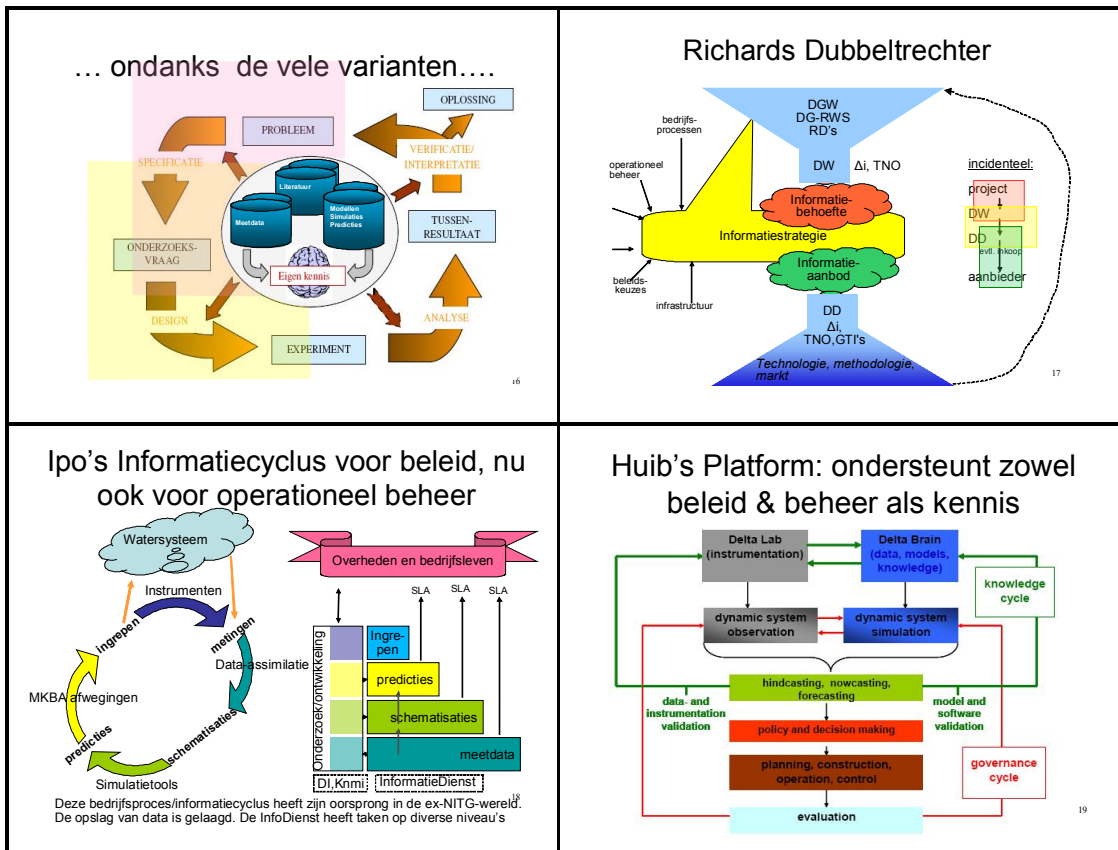 … ondanks de vele varianten….
OPLOSSING
PROBLEEM
VERIFICATIE/
INTERPRETATIE
SPECIFICATIE
Literatuur
Meetdata
Modellen
Simulaties
Predicties
TUSSEN-
RESULTAAT
ONDERZOEKS-
VRAAG
Eigen kennis
DESIGN
ANALYSE
EXPERIMENT
16
Richards Dubbeltrechter
DGW
DG-RWS
RD's
bedrijfs-
processen
operationeel
beheer
DW
Δi, TNO
incidenteel:
project
DW
DD
evtl. inkoop
aanbieder
Informatie-
behoefte
Informatiestrategie
Informatie-
aanbod
beleids-
keuzes
infrastructuur
DD
Δi,
TNO,GTI's
Technologie, methodologie,
markt
17
Ipo's Informatiecyclus voor beleid, nu
ook voor operationeel beheer
Watersysteem
Instrumenten
ingrepen
metingen
Data-assimilatie
MKBA afwegingen
predicties
schematisaties
Simulatietools
Overheden en bedrijfsleven
SLA
SLA
SLA
Onderzoek/ontwikkeling
Ingre-
pen
predicties
schematisaties
meetdata
DI,Knmi
InformatieDienst
18
Deze bedrijfsproces/informatiecyclus heeft zijn oorsprong in de ex-NITG-wereld.
De opslag van data is gelaagd. De InfoDienst heeft taken op diverse niveau's
Huib's Platform: ondersteunt zowel
beleid & beheer als kennis
Delta Lab
(instrumentation)
Delta Brain
(data, models,
knowledge)
knowledge
cycle
dynamic system
observation
dynamic system
simulation
hindcasting, nowcasting,
forecasting
data- and
instrumentation
validation
model and
software
validation
policy and decision making
planning, construction,
operation, control
governance
cycle
evaluation
19